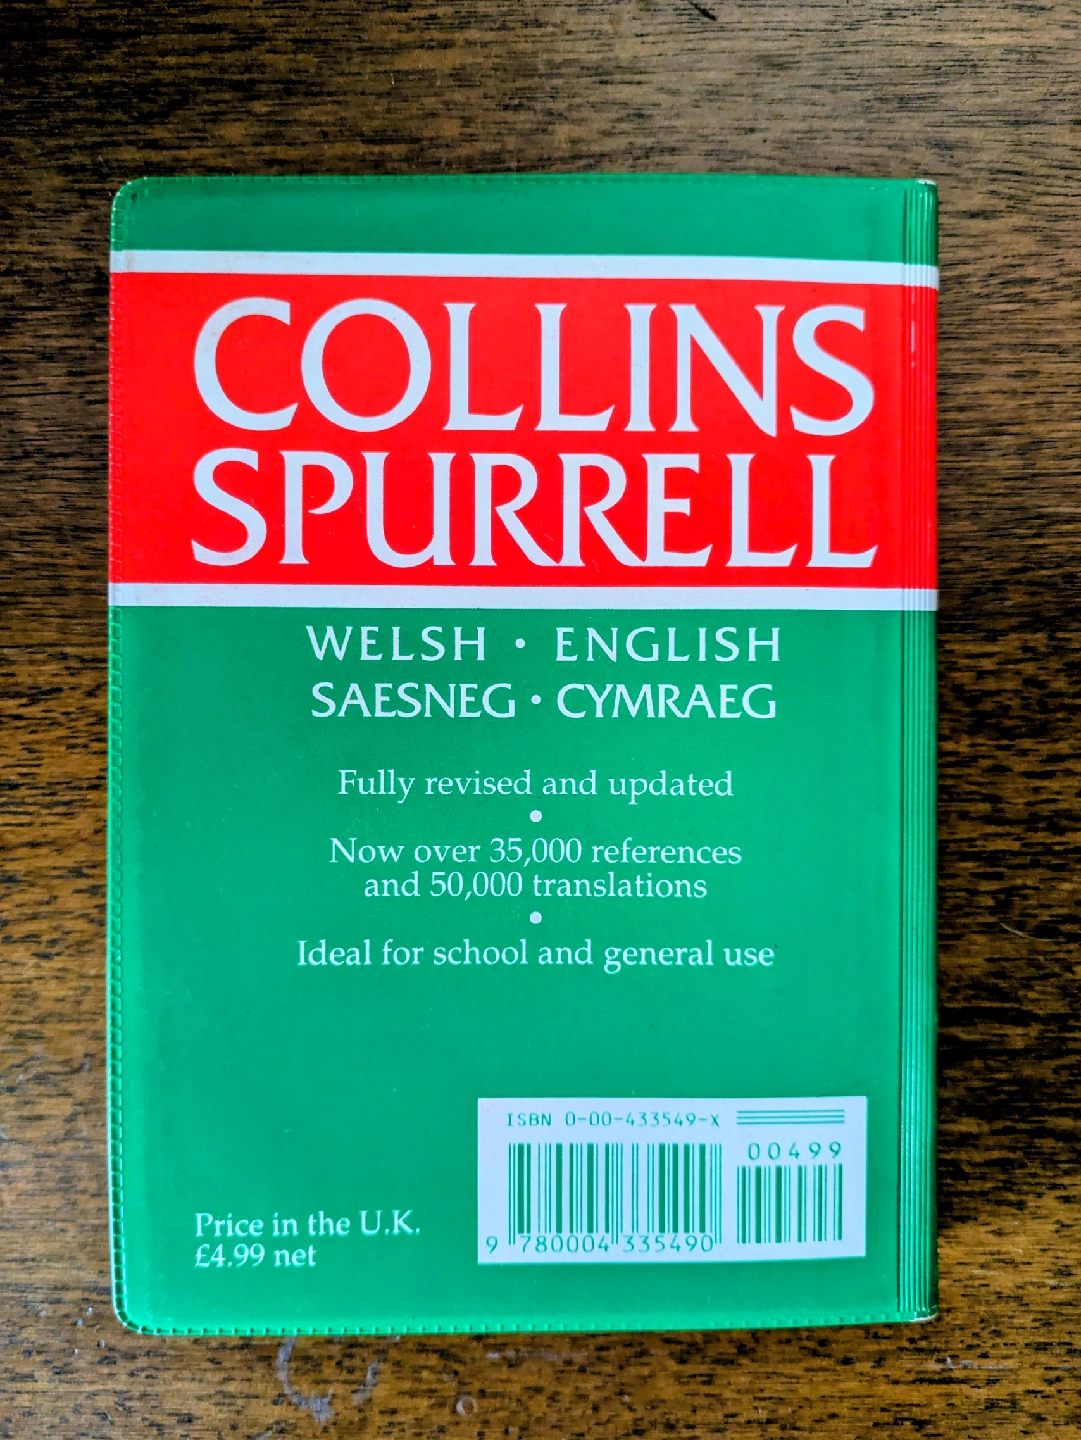 COLLINS
SPURRELL
WELSH • ENGLISH
SAESNEG • CYMRAEG
Fully revised and updated
•
Now over 35,000 references
and 50,000 translations
•
Ideal for school and general use
Price in the U.K.
£4.99 net
ISBN 0-00-433549-X
00499
9 780004 335490